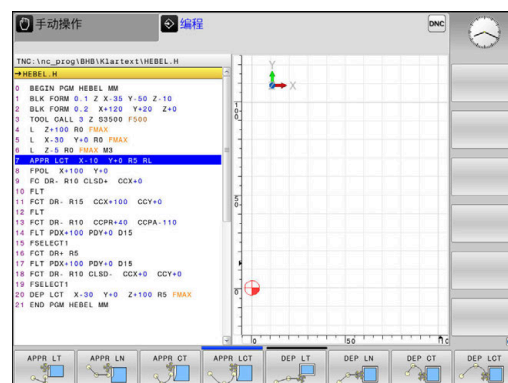 手动操作
编程
DNC
TNC:\nc_prog\BHB\Klartext\HEBEL.H
→HEBEL.H
0 BEGIN PGM HEBEL MM
1 BLK FORM 0.1 Z X-35 Y-50 Z-10
2 BLK FORM 0.2 X+120 Y+20 Z+0
3 TOOL CALL 3 Z S3500 F500
4 L Z+100 R0 FMAX
5 L X-30 Y+0 R0 FMAX
6 L Z-5 R0 FMAX M3
7 APPR LCT X-10 Y+0 R5 RL
8 FPOL X+100 Y+0
9 FC DR- R10 CLSD+ CCX+0
10 FLT
11 FCT DR- R15 CCX+100 CCY+0
12 FLT
13 FCT DR- R10 CCPR+40 CCPA-110
14 FLT PDX+100 PDY+0 D15
15 FSELECT1
16 FCT DR+ R5
17 FLT PDX+100 PDY+0 D15
18 FCT DR- R10 CLSD- CCX+0 CCY+0
19 FSELECT1
20 DEP LCT X-30 Y+0 Z+100 R5 FMAX
21 END PGM HEBEL MM
Y
X
100
50
0
0
50
APPR LT
APPR LN
APPR CT
APPR LCT
DEP LT
DEP LN
DEP CT
DEP LCT